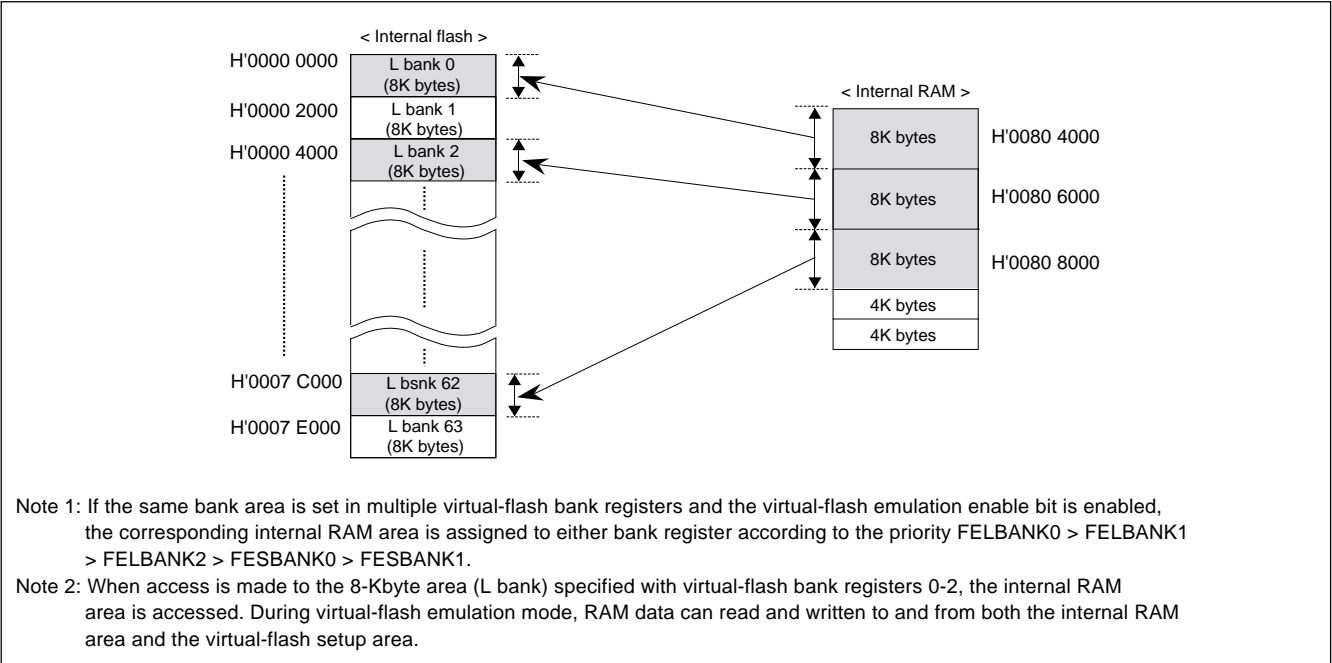 < Internal flash >
H'0000 0000
L bank 0
(8K bytes)
H'0000 2000
L bank 1
(8K bytes)
H'0000 4000
L bank 2
(8K bytes)
H'0007 C000
L bsnk 62
(8K bytes)
H'0007 E000
L bank 63
(8K bytes)
< Internal RAM >
8K bytes
H'0080 4000
8K bytes
H'0080 6000
8K bytes
H'0080 8000
4K bytes
4K bytes
Note 1: If the same bank area is set in multiple virtual-flash bank registers and the virtual-flash emulation enable bit is enabled,
the corresponding internal RAM area is assigned to either bank register according to the priority FELBANK0 > FELBANK1
> FELBANK2 > FESBANK0 > FESBANK1.
Note 2: When access is made to the 8-Kbyte area (L bank) specified with virtual-flash bank registers 0-2, the internal RAM
area is accessed. During virtual-flash emulation mode, RAM data can read and written to and from both the internal RAM
area and the virtual-flash setup area.